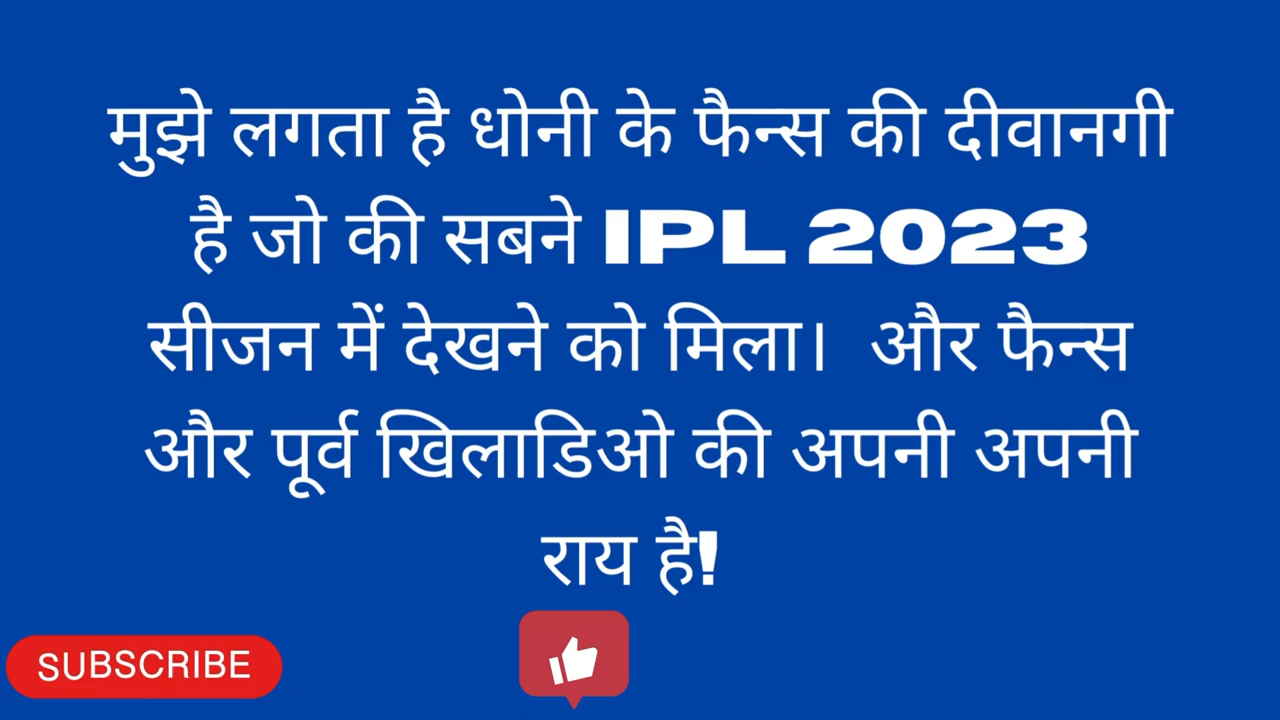 मुझे लगता है धोनी के फैन्स की दीवानगी
है जो की सबने IPL 2023
सीजन में देखने को मिला। और फैन्स
और पूर्व खिलाडिओ की अपनी अपनी
राय है!
SUBSCRIBE